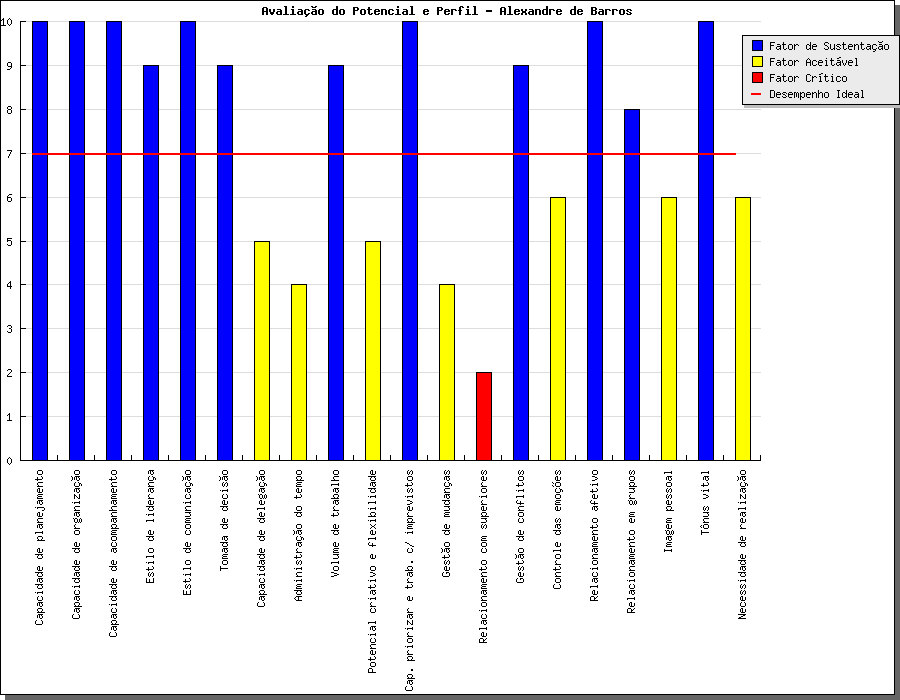 Avaliação do Potencial e Perfil - Alexandre de Barros
Fator de Sustentação
Fator Aceitável
Fator Crítico
Desempenho Ideal
10
9
8
7
6
5
4
3
2
1
0
Capacidade de planejamento
Capacidade de organização
Capacidade de acompanhamento
Estilo de liderança
Estilo de comunicação
Tomada de decisão
Capacidade de delegação
Administração do tempo
Volume de trabalho
Potencial criativo e flexibilidade
Cap. priorizar e trab. c/ imprevistos
Gestão de mudanças
Relacionamento com superiores
Gestão de conflitos
Controle das emoções
Relacionamento afetivo
Relacionamento em grupos
Imagem pessoal
Tônus vital
Necessidade de realização